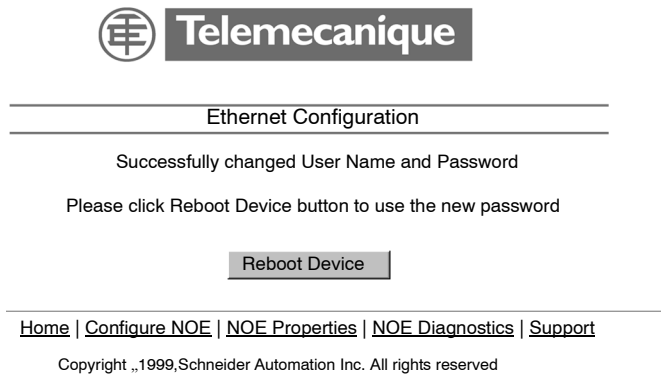 Telemecanique
Ethernet Configuration
Successfully changed User Name and Password
Please click Reboot Device button to use the new password
Reboot Device
Home | Configure NOE | NOE Properties | NOE Diagnostics | Support
Copyright „1999,Schneider Automation Inc. All rights reserved